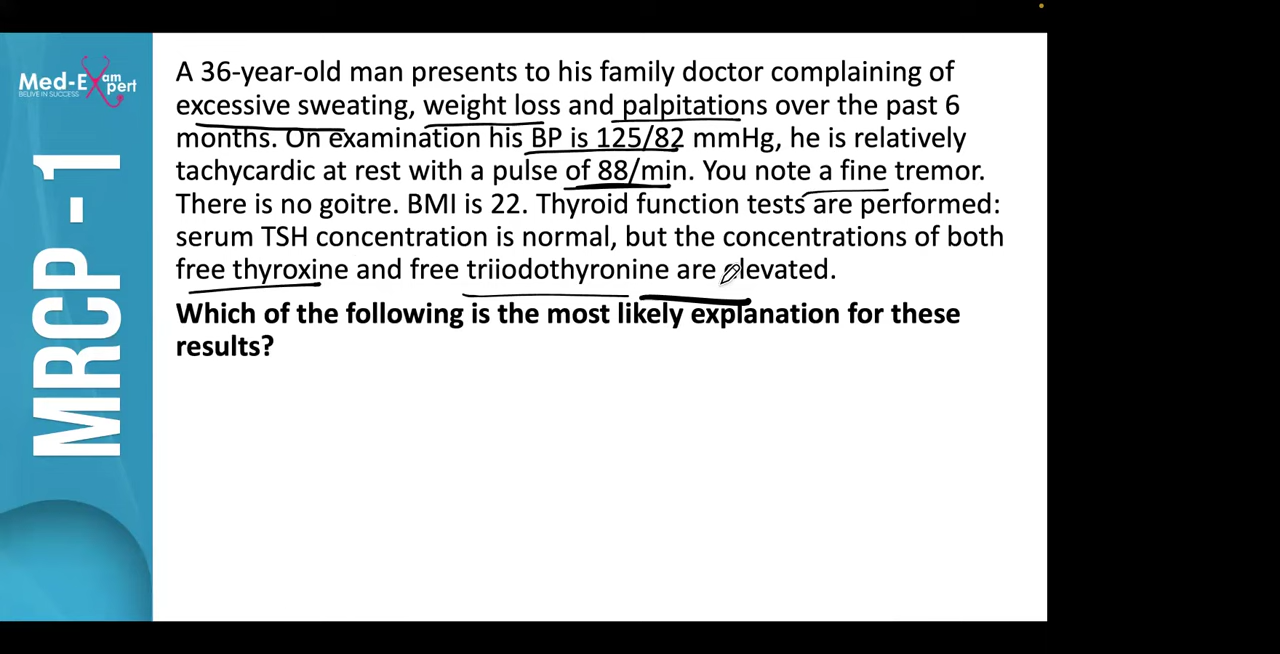 Med-Exam
pert
BELIVE IN SUCCESS
MRCP - 1
A 36-year-old man presents to his family doctor complaining of
excessive sweating, weight loss and palpitations over the past 6
months. On examination his BP is 125/82 mmHg, he is relatively
tachycardic at rest with a pulse of 88/min. You note a fine tremor.
There is no goitre. BMI is 22. Thyroid function tests are performed:
serum TSH concentration is normal, but the concentrations of both
free thyroxine and free triiodothyronine are elevated.
Which of the following is the most likely explanation for these
results?